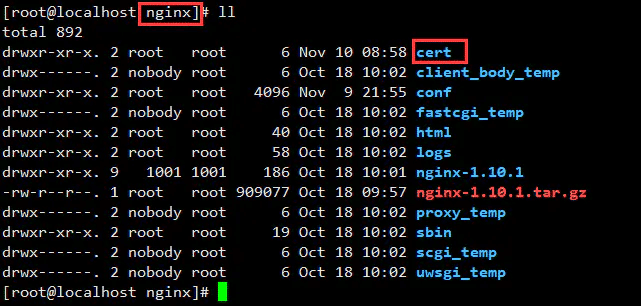 [root@localhost nginx]# ll
total 892
drwxr-xr-x. 2 root   root        6 Nov 10 08:58 cert
drwx------. 2 nobody root        6 Oct 18 10:02 client_body_temp
drwxr-xr-x. 2 root   root     4096 Nov  9 21:55 conf
drwx------. 2 nobody root        6 Oct 18 10:02 fastcgi_temp
drwxr-xr-x. 2 root   root       40 Oct 18 10:02 html
drwxr-xr-x. 2 root   root       58 Oct 18 10:02 logs
drwxr-xr-x. 9   1001 1001      186 Oct 18 10:01 nginx-1.10.1
-rw-r--r--. 1 root   root   909077 Oct 18 09:57 nginx-1.10.1.tar.gz
drwx------. 2 nobody root        6 Oct 18 10:02 proxy_temp
drwxr-xr-x. 2 root   root       19 Oct 18 10:02 sbin
drwx------. 2 nobody root        6 Oct 18 10:02 scgi_temp
drwx------. 2 nobody root        6 Oct 18 10:02 uwsgi_temp
[root@localhost nginx]#